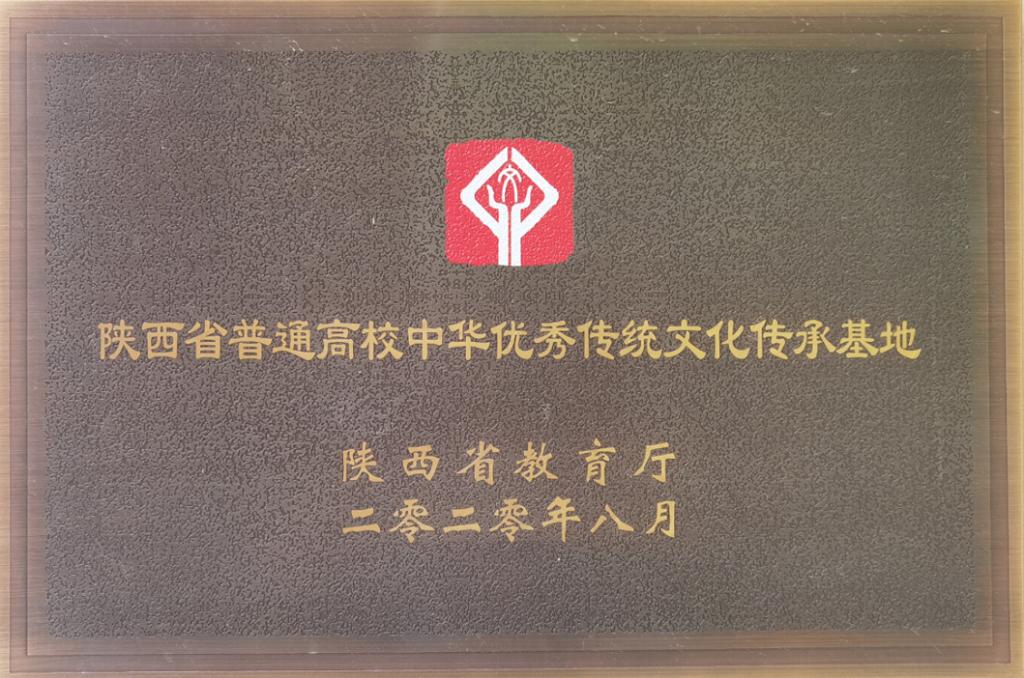 文
陕西省普通高校中华优秀传统文化传承基地
陕西省教育厅
二零二零年八月